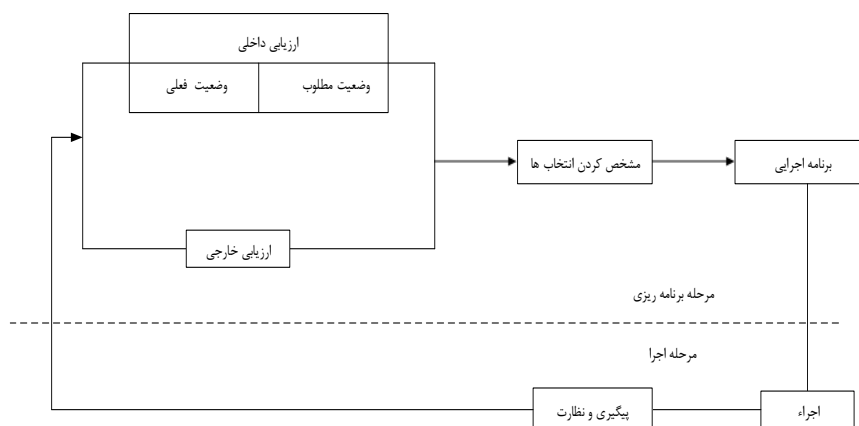 ارزیابی داخلی
وضعیت مطلوب
وضعیت فعلی
مشخص کردن انتخاب ها
برنامه اجرایی
ارزیابی خارجی
مرحله برنامه ریزی
مرحله اجرا
اجراء
پیگیری و نظارت